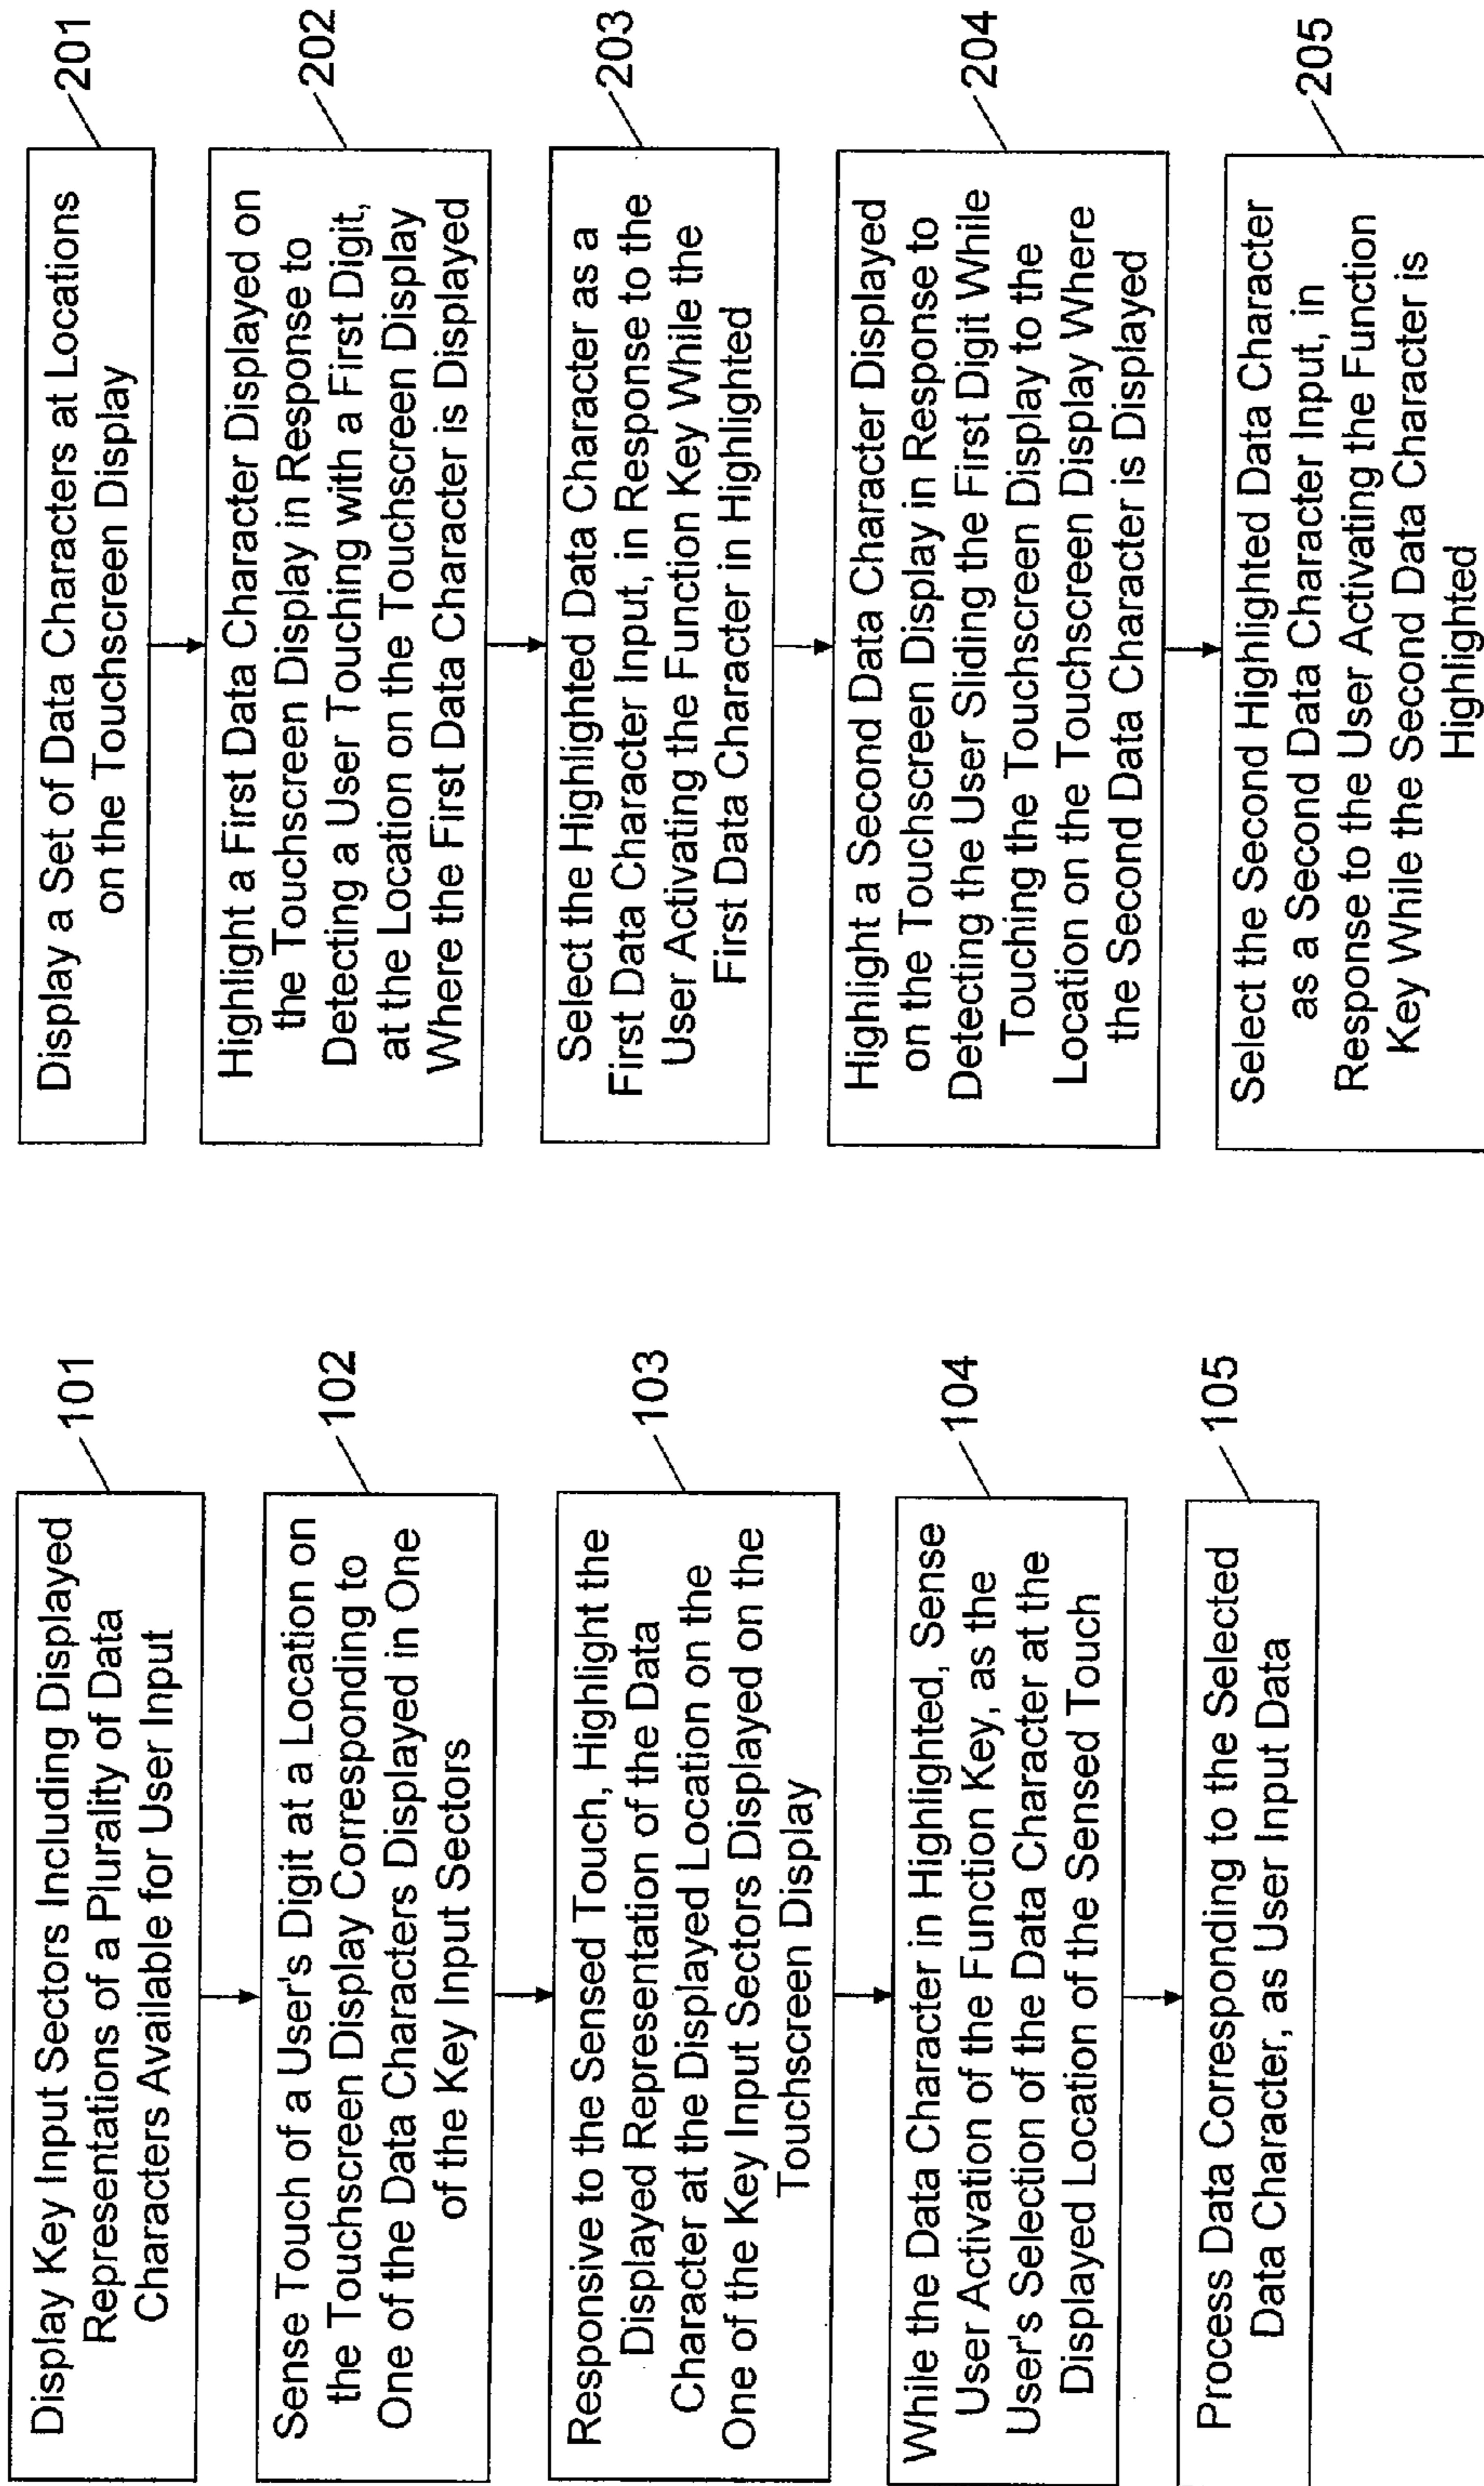 Display Key Input Sectors Including Displayed
Representations of a Plurality of Data
Characters Available for User Input
101
Sense Touch of a User's Digit at a Location on
the Touchscreen Display Corresponding to
One of the Data Characters Displayed in One
of the Key Input Sectors
102
Responsive to the Sensed Touch, Highlight the
Displayed Representation of the Data
Character at the Displayed Location on the
One of the Key Input Sectors Displayed on the
Touchscreen Display
103
While the Data Character in Highlighted, Sense
User Activation of the Function Key, as the
User's Selection of the Data Character at the
Displayed Location of the Sensed Touch
104
Process Data Corresponding to the Selected
Data Character, as User Input Data
105
Display a Set of Data Characters at Locations
on the Touchscreen Display
201
Highlight a First Data Character Displayed on
the Touchscreen Display in Response to
Detecting a User Touching with a First Digit,
at the Location on the Touchscreen Display
Where the First Data Character is Displayed
202
Select the Highlighted Data Character as a
First Data Character Input, in Response to the
User Activating the Function Key While the
First Data Character in Highlighted
203
Highlight a Second Data Character Displayed
on the Touchscreen Display in Response to
Detecting the User Sliding the First Digit While
Touching the Touchscreen Display to the
Location on the Touchscreen Display Where
the Second Data Character is Displayed
204
Select the Second Highlighted Data Character
as a Second Data Character Input, in
Response to the User Activating the Function
Key While the Second Data Character is
Highlighted
205